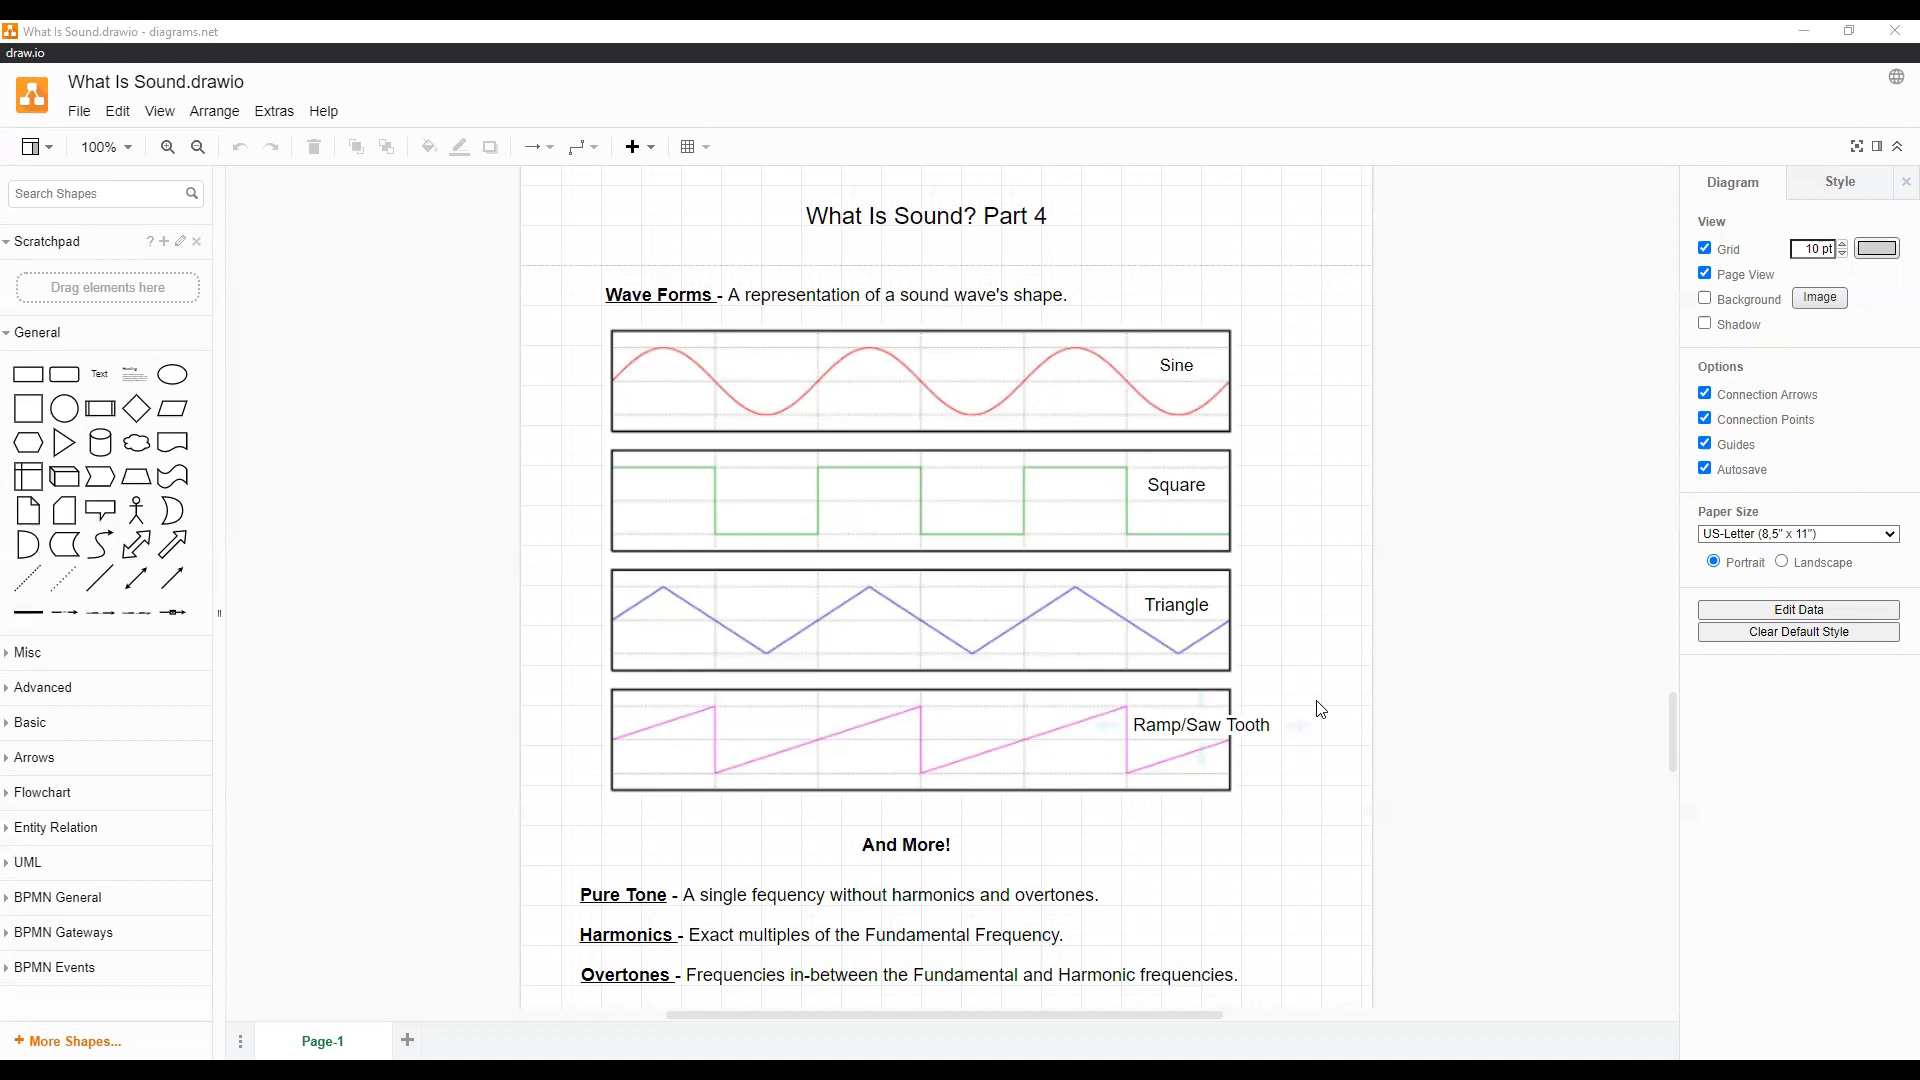 What Is Sound.drawio - diagrams.net
draw.io
What Is Sound.drawio
File Edit View Arrange Extras Help
100%
Search Shapes
Scratchpad ?
Drag elements here
General
Text
Misc
Advanced
Basic
Arrows
Flowchart
Entity Relation
UML
BPMN General
BPMN Gateways
BPMN Events
+ More Shapes...
What Is Sound? Part 4
Wave Forms - A representation of a sound wave's shape.
Sine
Square
Triangle
Ramp/Saw Tooth
And More!
Pure Tone - A single fequency without harmonics and overtones.
Harmonics - Exact multiples of the Fundamental Frequency.
Overtones - Frequencies in-between the Fundamental and Harmonic frequencies.
Page-1
Diagram Style
View
Grid 10 pt
Page View
Background Image
Shadow
Options
Connection Arrows
Connection Points
Guides
Autosave
Paper Size
US-Letter (8,5" x 11")
Portrait Landscape
Edit Data
Clear Default Style